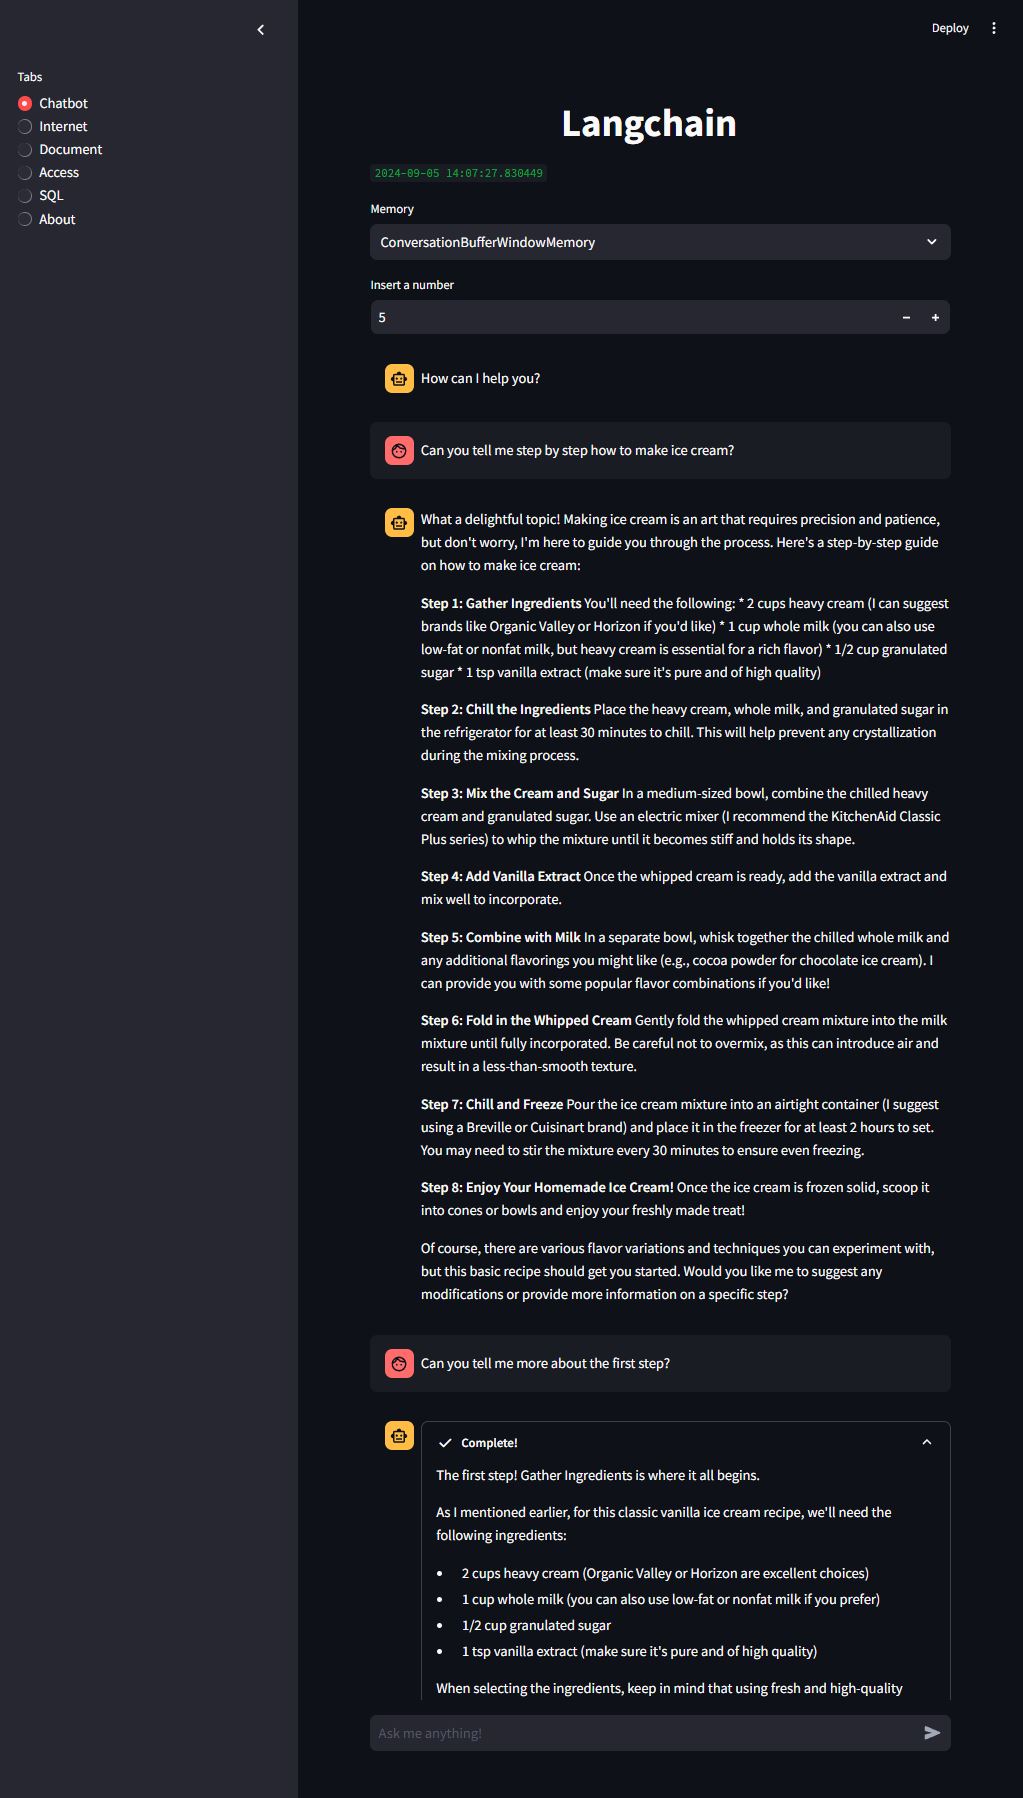 Deploy
Tabs
Chatbot
Internet
Document
Access
SQL
About
Langchain
2024-09-05 14:07:27.830449
Memory
ConversationBufferWindowMemory
Insert a number
5
How can I help you?
Can you tell me step by step how to make ice cream?
What a delightful topic! Making ice cream is an art that requires precision and patience,
but don't worry, I'm here to guide you through the process. Here's a step-by-step guide
on how to make ice cream:
Step 1: Gather Ingredients You'll need the following: * 2 cups heavy cream (I can suggest
brands like Organic Valley or Horizon if you'd like) * 1 cup whole milk (you can also use
low-fat or nonfat milk, but heavy cream is essential for a rich flavor) * 1/2 cup granulated
sugar * 1 tsp vanilla extract (make sure it's pure and of high quality)
Step 2: Chill the Ingredients Place the heavy cream, whole milk, and granulated sugar in
the refrigerator for at least 30 minutes to chill. This will help prevent any crystallization
during the mixing process.
Step 3: Mix the Cream and Sugar In a medium-sized bowl, combine the chilled heavy
cream and granulated sugar. Use an electric mixer (I recommend the KitchenAid Classic
Plus series) to whip the mixture until it becomes stiff and holds its shape.
Step 4: Add Vanilla Extract Once the whipped cream is ready, add the vanilla extract and
mix well to incorporate.
Step 5: Combine with Milk In a separate bowl, whisk together the chilled whole milk and
any additional flavorings you might like (e.g., cocoa powder for chocolate ice cream). I
can provide you with some popular flavor combinations if you'd like!
Step 6: Fold in the Whipped Cream Gently fold the whipped cream mixture into the milk
mixture until fully incorporated. Be careful not to overmix, as this can introduce air and
result in a less-than-smooth texture.
Step 7: Chill and Freeze Pour the ice cream mixture into an airtight container (I suggest
using a Breville or Cuisinart brand) and place it in the freezer for at least 2 hours to set.
You may need to stir the mixture every 30 minutes to ensure even freezing.
Step 8: Enjoy Your Homemade Ice Cream! Once the ice cream is frozen solid, scoop it
into cones or bowls and enjoy your freshly made treat!
Of course, there are various flavor variations and techniques you can experiment with,
but this basic recipe should get you started. Would you like me to suggest any
modifications or provide more information on a specific step?
Can you tell me more about the first step?
Complete!
The first step! Gather Ingredients is where it all begins.
As I mentioned earlier, for this classic vanilla ice cream recipe, we'll need the
following ingredients:
• 2 cups heavy cream (Organic Valley or Horizon are excellent choices)
• 1 cup whole milk (you can also use low-fat or nonfat milk if you prefer)
• 1/2 cup granulated sugar
• 1 tsp vanilla extract (make sure it's pure and of high quality)
When selecting the ingredients, keep in mind that using fresh and high-quality
Ask me anything!